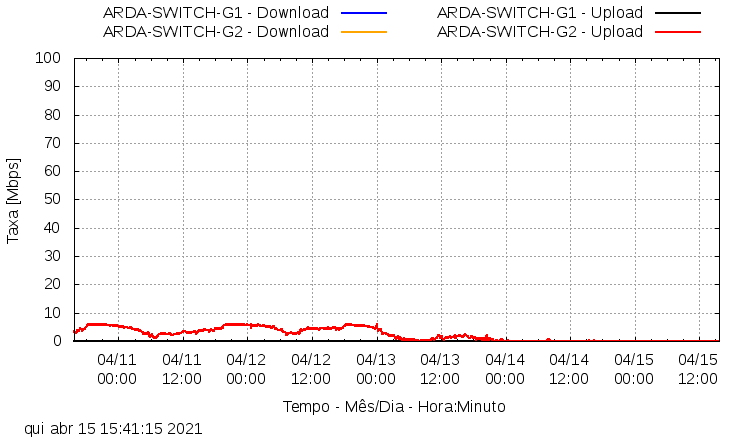 ARDA-SWITCH-G1 - Download ARDA-SWITCH-G1 - Upload
ARDA-SWITCH-G2 - Download ARDA-SWITCH-G2 - Upload
100
90
80
70
60
50
40
30
20
10
0
Taxa [Mbps]
04/11 04/11 04/12 04/12 04/13 04/13 04/14 04/14 04/15 04/15
00:00 12:00 00:00 12:00 00:00 12:00 00:00 12:00 00:00 12:00
Tempo - Mês/Dia - Hora:Minuto
qui abr 15 15:41:15 2021